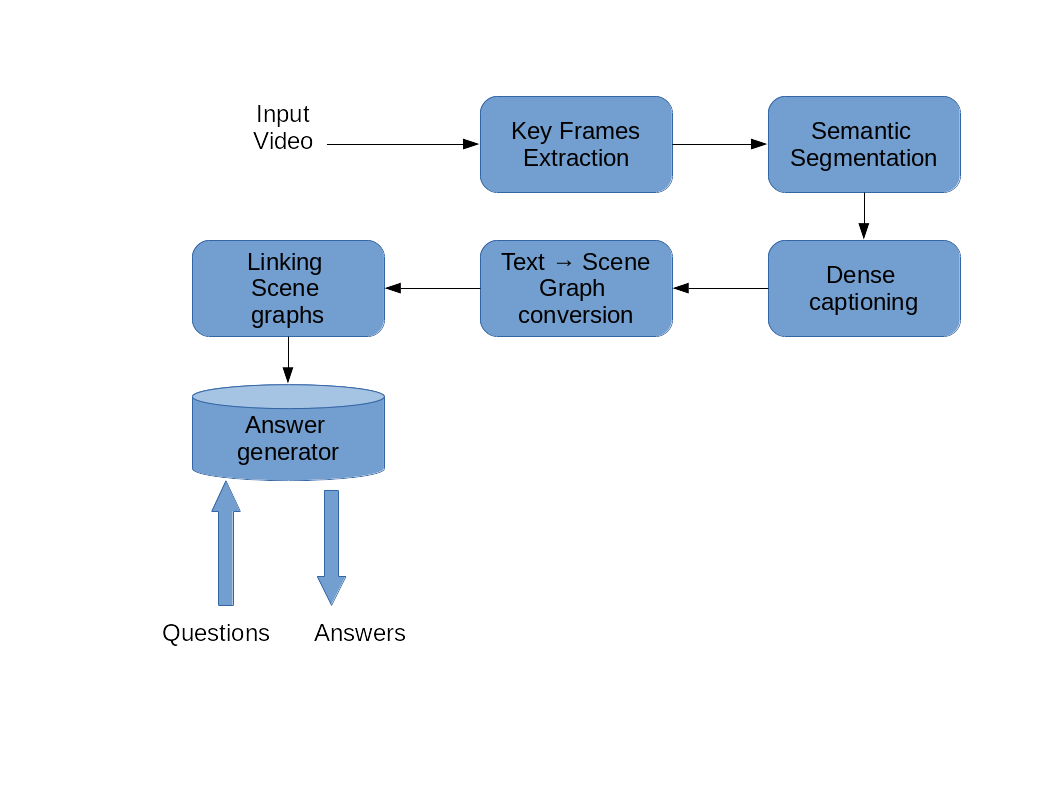 Input
Video
Key Frames
Extraction
Semantic
Segmentation
Linking
Scene
graphs
Text → Scene
Graph
conversion
Dense
captioning
Answer
generator
Questions
Answers